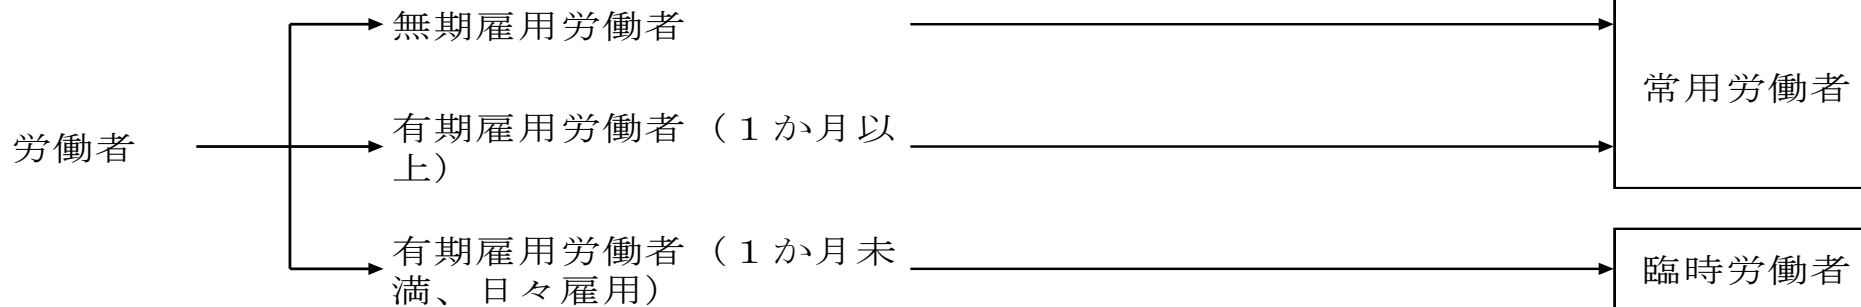 無期雇用労働者
常用労働者
労働者
有期雇用労働者（１か月以
上）
有期雇用労働者（１か月未
満、日々雇用）
臨時労働者